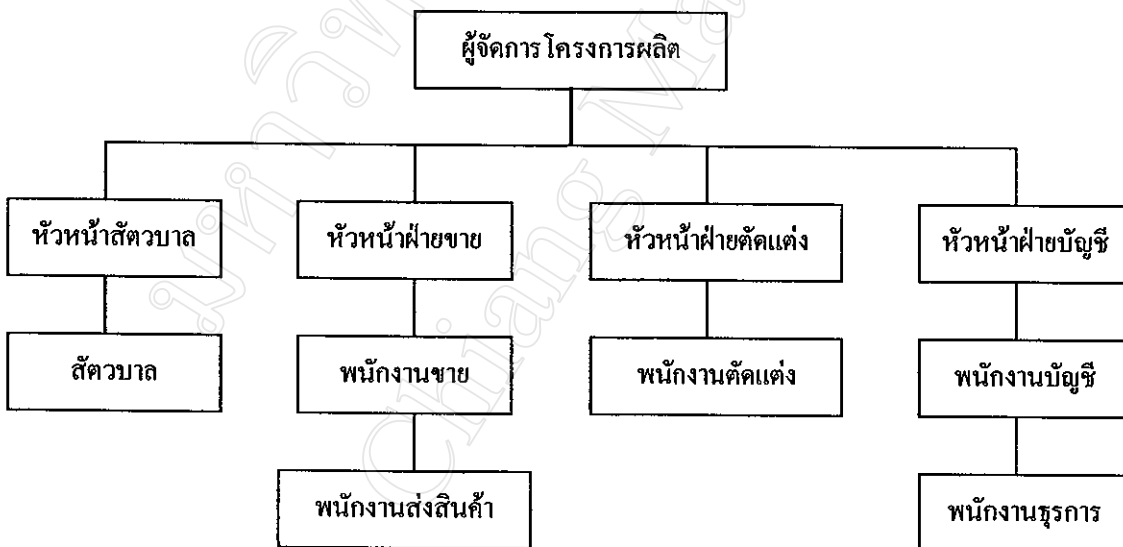 ผู้จัดการโครงการผลิต
หัวหน้าสัตวบาล
หัวหน้าฝ่ายขาย
หัวหน้าฝ่ายตัดแต่ง
หัวหน้าฝ่ายบัญชี
สัตวบาล
พนักงานขาย
พนักงานตัดแต่ง
พนักงานบัญชี
พนักงานส่งสินค้า
พนักงานธุรการ
Chiang